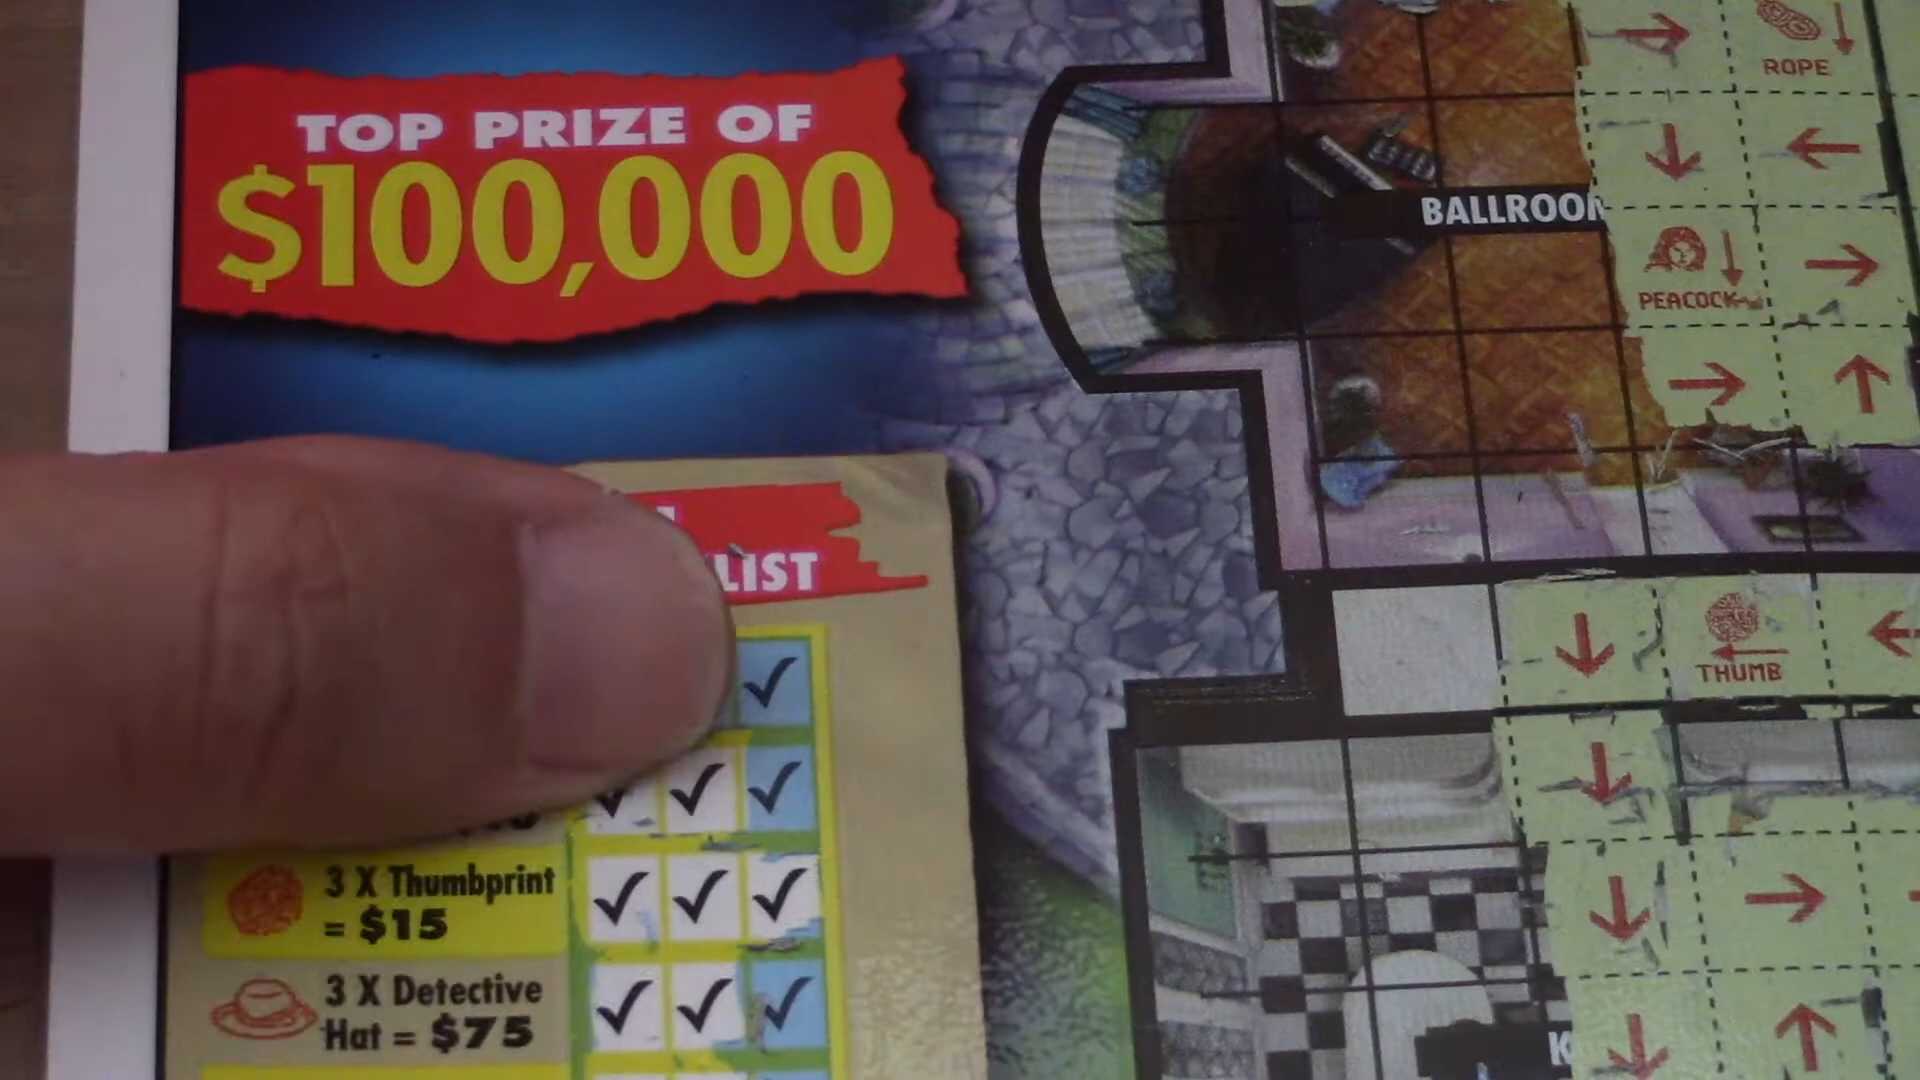 TOP PRIZE OF
$100,000
LIST
3 X Thumbprint
= $15
3 X Detective
Hat = $75
ROPE
BALLROOM
PEACOCK
THUMB
K